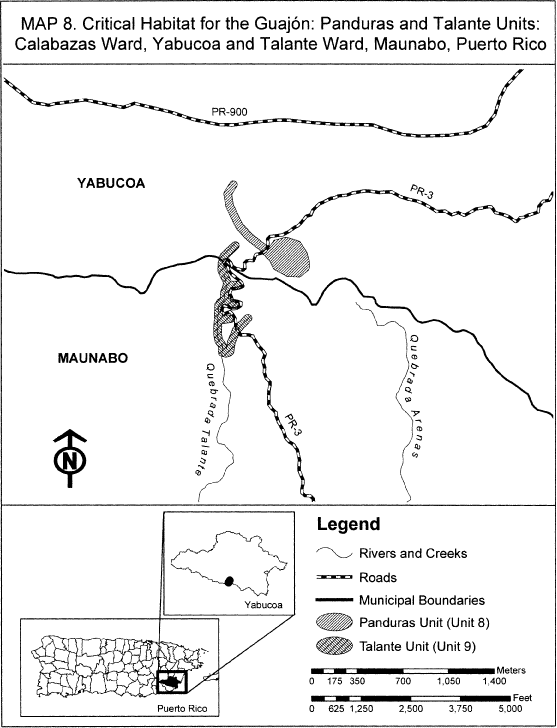 MAP 8. Critical Habitat for the Guajón: Panduras and Talante Units:
Calabazas Ward, Yabucoa and Talante Ward, Maunabo, Puerto Rico
PR-900
YABUCOA
PR-3
MAUNABO
Quebrada Talante
PR-3
Quebrada Arenas
N
Legend
Rivers and Creeks
Roads
Municipal Boundaries
Panduras Unit (Unit 8)
Talante Unit (Unit 9)
Meters
0 175 350 700 1,050 1,400
Feet
0 625 1,250 2,500 3,750 5,000
Yabucoa
Puerto Rico